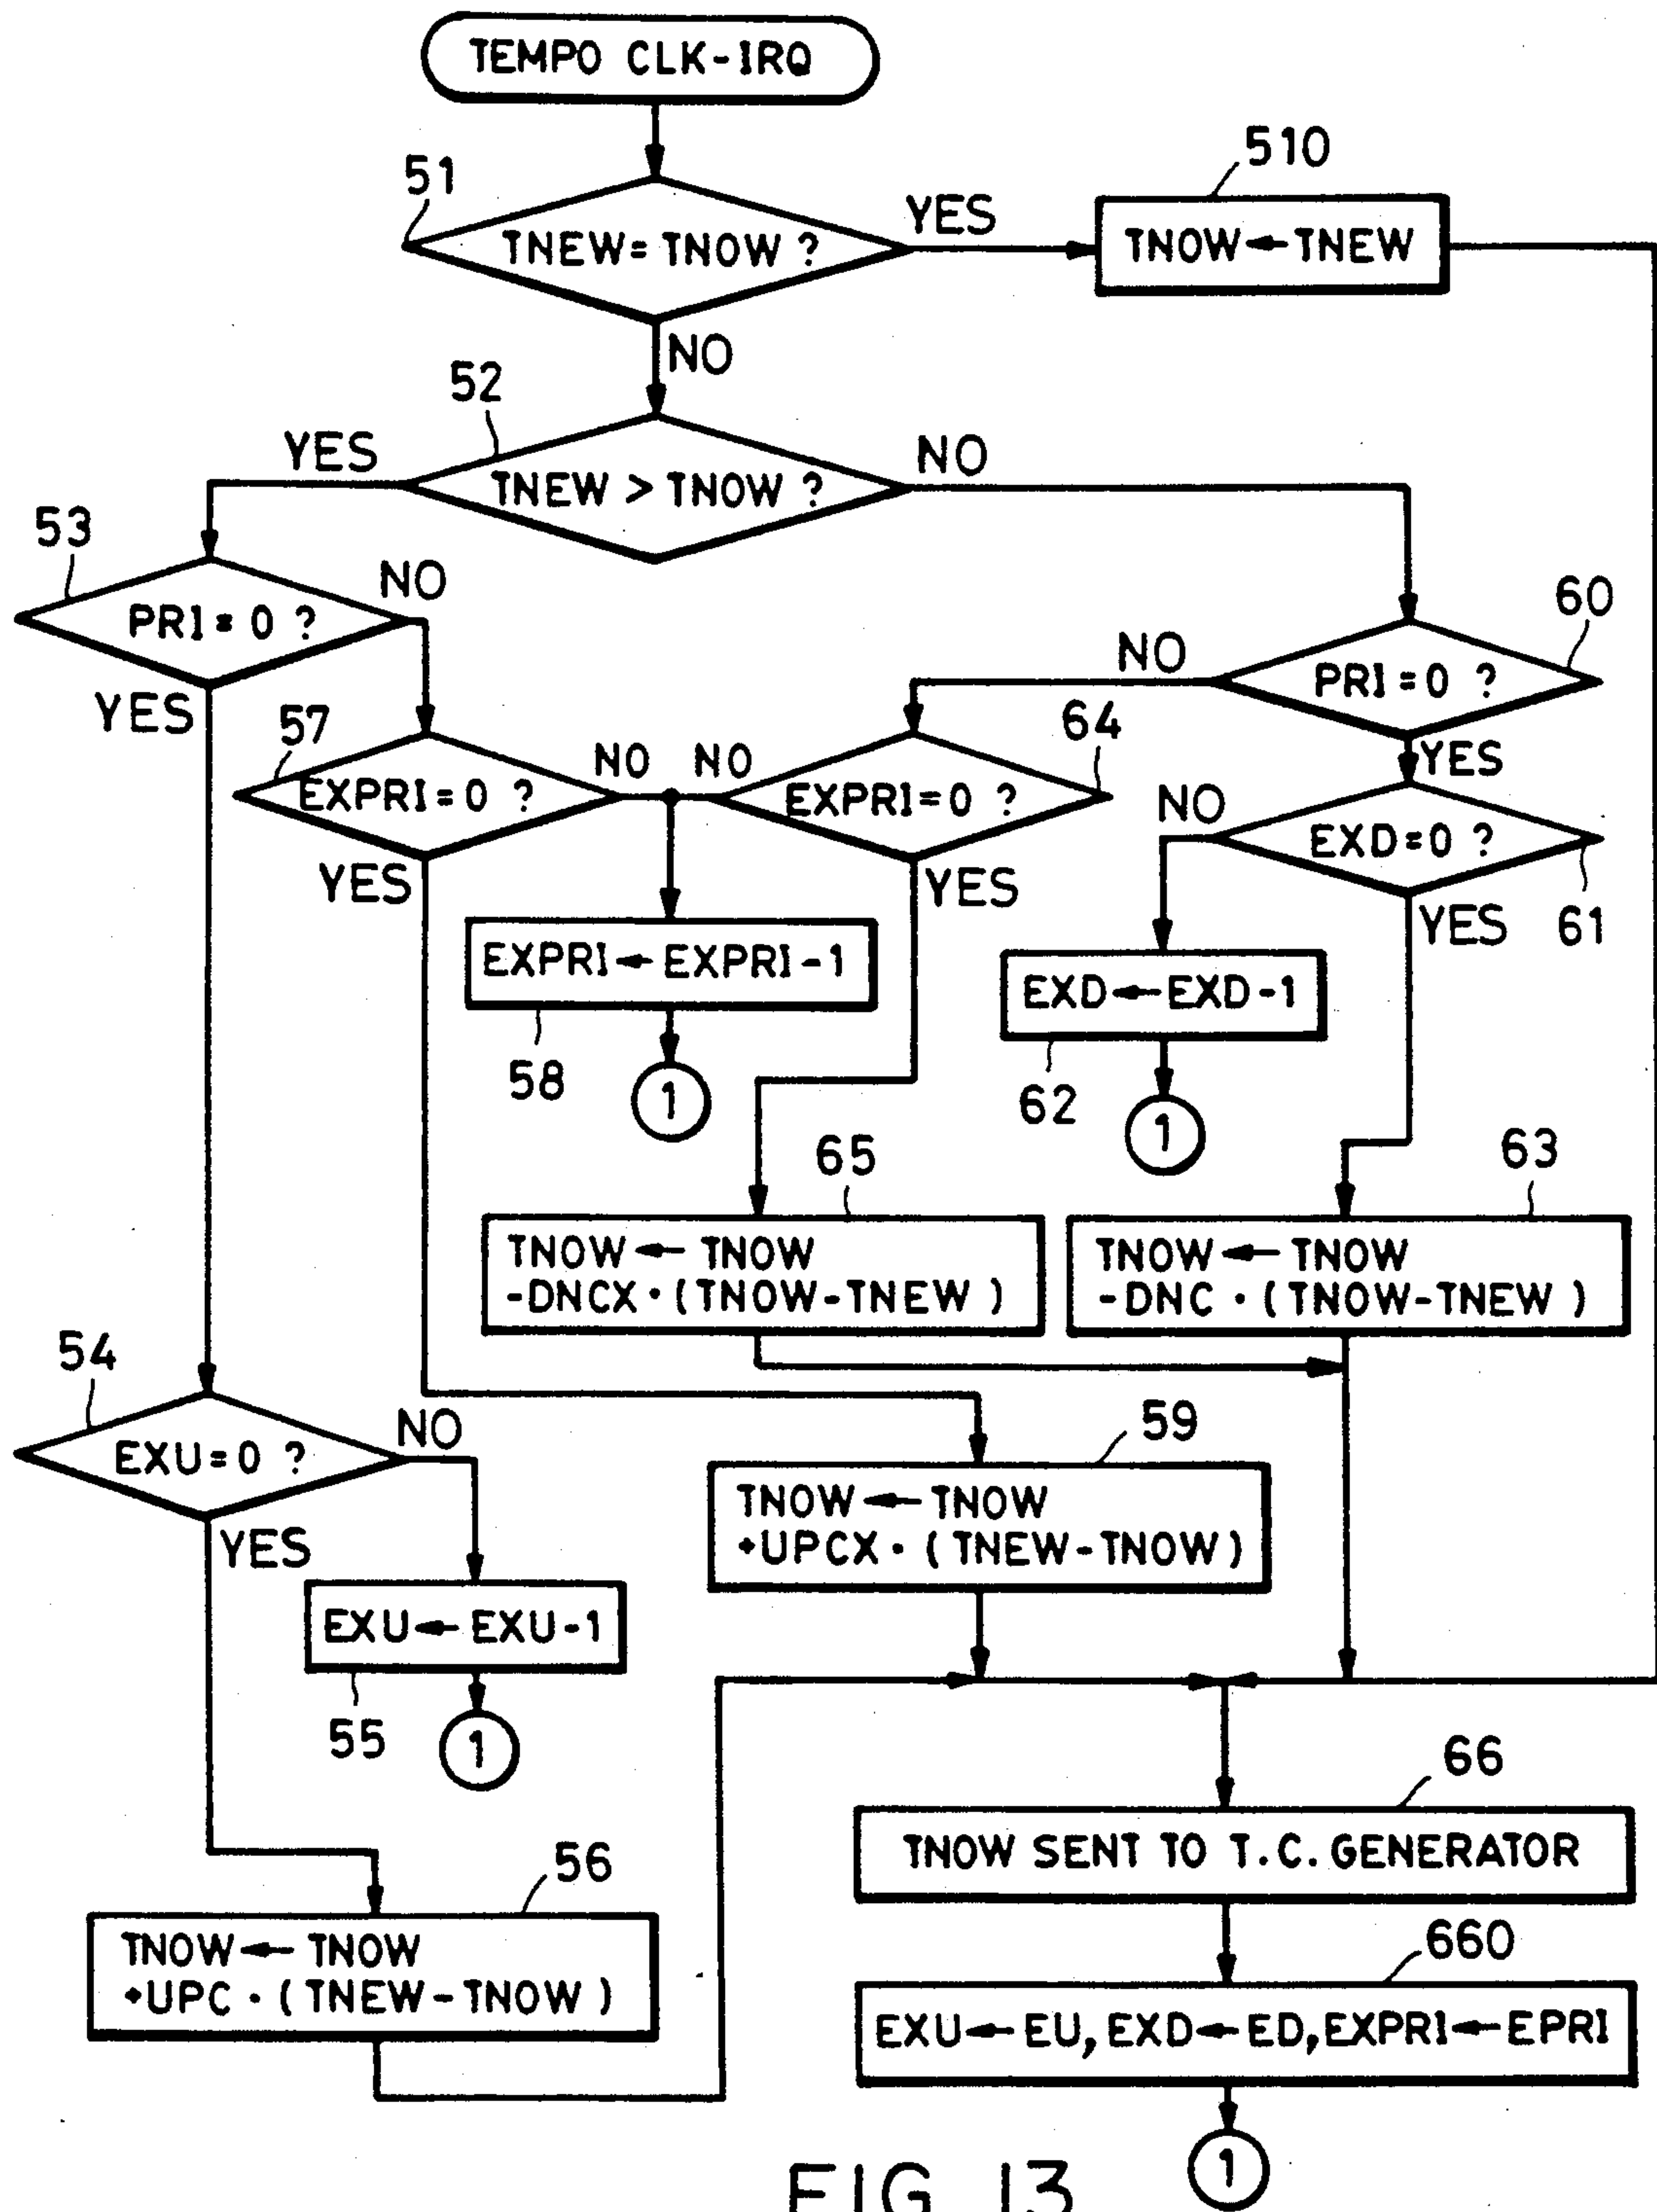 TEMPO CLK-IRQ
51
TNEW=TNOW ?
YES
510
TNOW←TNEW
NO
52
YES
TNEW > TNOW ?
NO
53
PRI=0 ?
NO
YES
60
NO
PRI=0 ?
YES
57
EXPRI=0 ?
NO
NO
64
EXPRI=0 ?
YES
YES
NO
EXD=0 ?
61
YES
EXPRI←EXPRI-1
58
1
EXD←EXD-1
62
1
65
TNOW←TNOW
-DNCX·(TNOW-TNEW)
63
TNOW←TNOW
-DNC·(TNOW-TNEW)
54
EXU=0 ?
NO
YES
59
TNOW←TNOW
+UPCX·(TNEW-TNOW)
EXU←EXU-1
55
1
66
TNOW SENT TO T.C.GENERATOR
56
TNOW←TNOW
+UPC·(TNEW-TNOW)
660
EXU←EU,EXD←ED,EXPRI←EPRI
1
FIG. 13